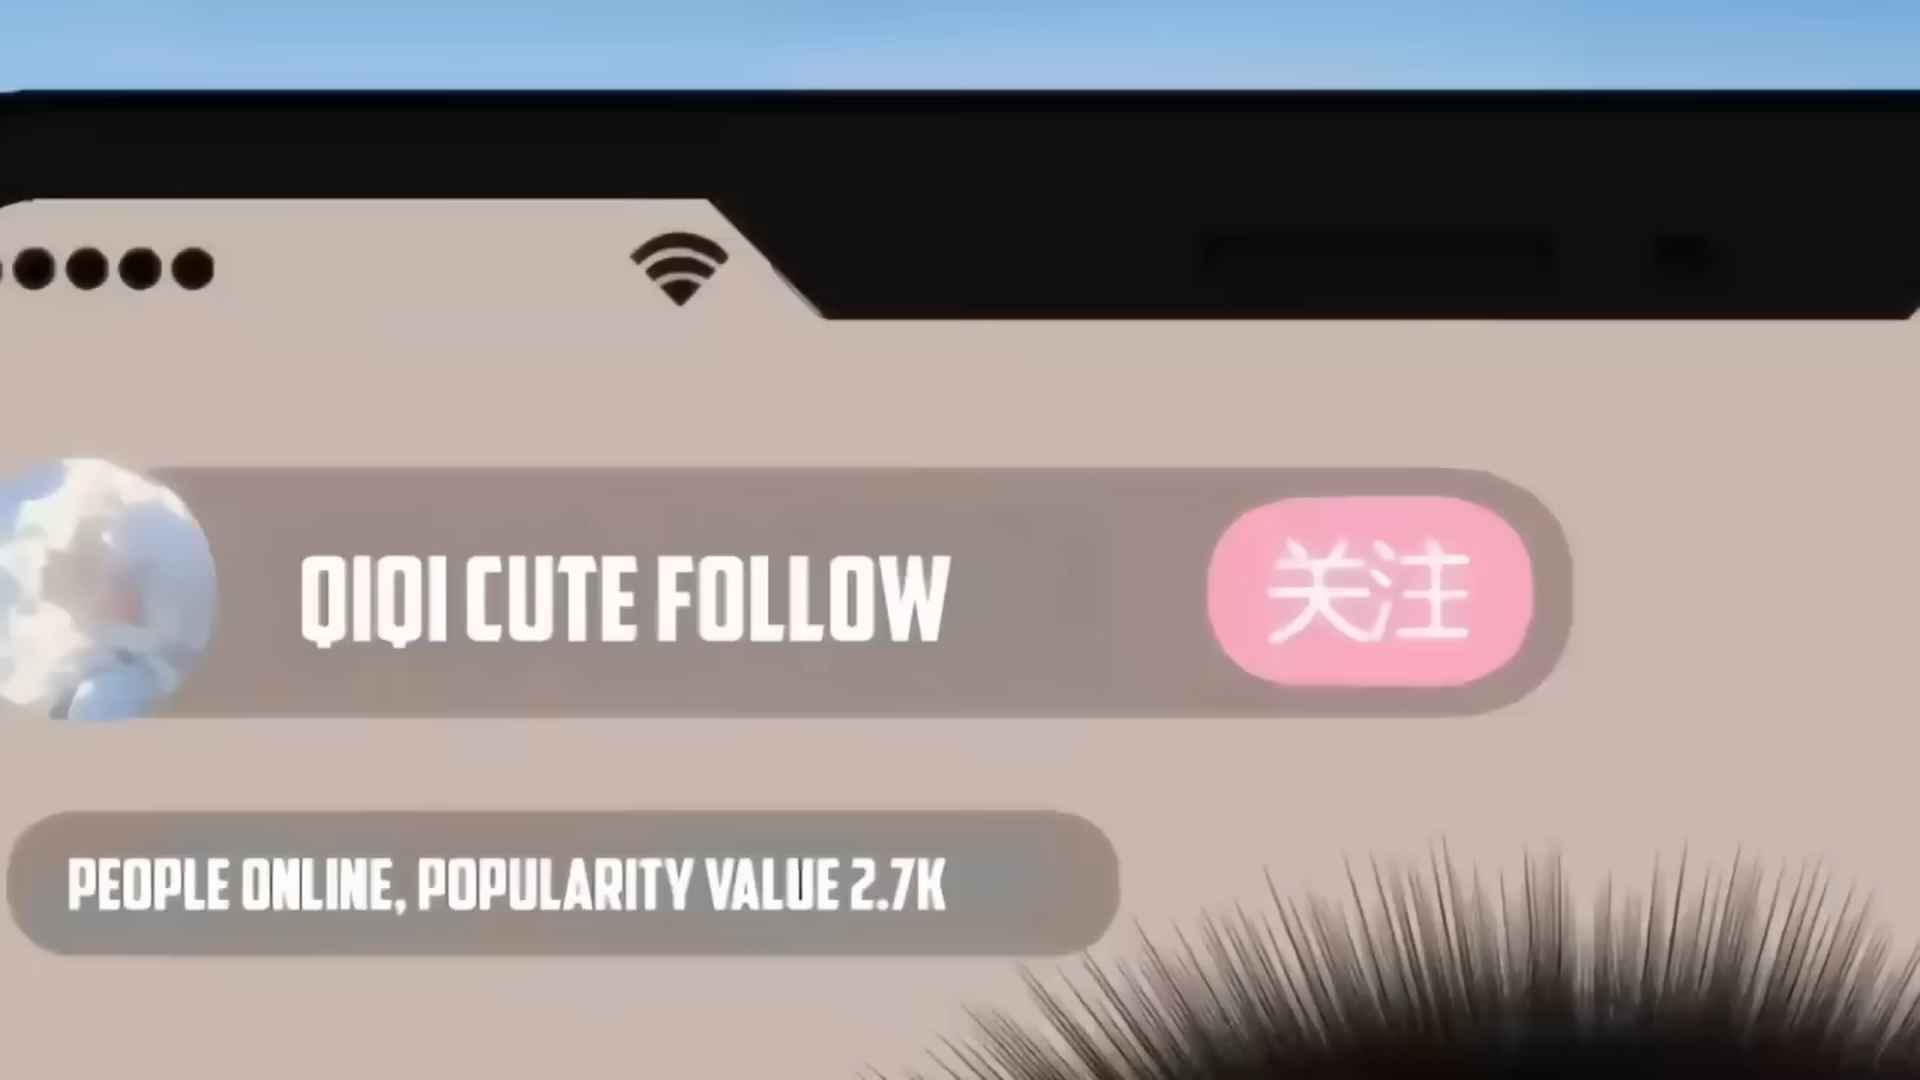 QIQI CUTE FOLLOW 关注
PEOPLE ONLINE, POPULARITY VALUE 2.7K